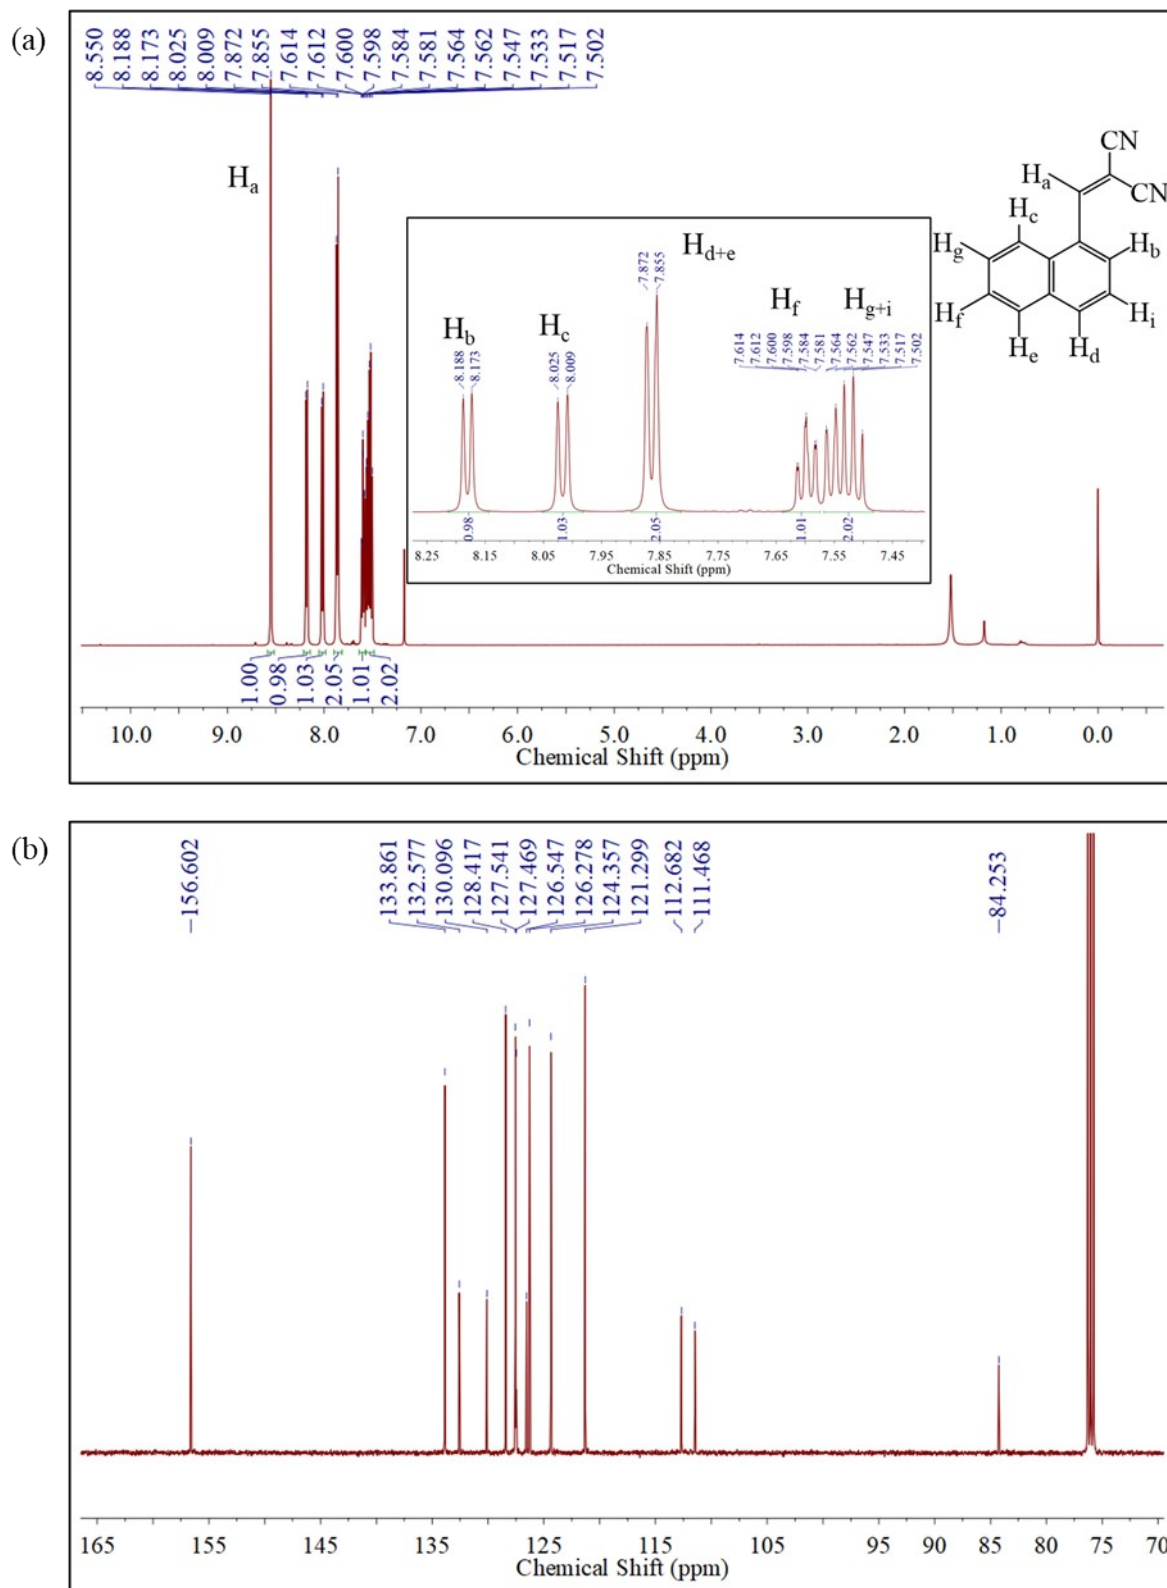 (a)
8.550
8.188
8.173
8.025
8.009
7.872
7.855
7.614
7.612
7.600
7.598
7.584
7.581
7.564
7.562
7.547
7.533
7.517
7.502
Ha
CN
CN
Ha
Hc
Hg
Hb
Hf
Hi
He
Hd
Hb
Hc
Hd+e
Hf
Hg+i
8.188
8.173
8.025
8.009
7.872
7.855
7.614
7.612
7.600
7.598
7.584
7.581
7.564
7.562
7.547
7.533
7.517
7.502
0.98
1.03
2.05
1.01
2.02
8.25 8.15 8.05 7.95 7.85 7.75 7.65 7.55 7.45
Chemical Shift (ppm)
1.00
0.98
1.03
2.05
1.01
2.02
10.0 9.0 8.0 7.0 6.0 5.0 4.0 3.0 2.0 1.0 0.0
Chemical Shift (ppm)
(b)
156.602
133.861
132.577
130.096
128.417
127.541
127.469
126.547
126.278
124.357
121.299
112.682
111.468
84.253
165 155 145 135 125 115 105 95 90 85 80 75 70
Chemical Shift (ppm)